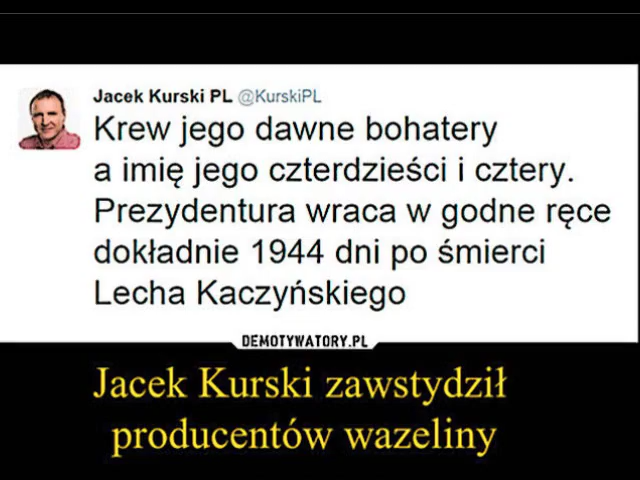 Jacek Kurski PL @KurskiPL
Krew jego dawne bohatery
a imię jego czterdzieści i cztery.
Prezydentura wraca w godne ręce
dokładnie 1944 dni po śmierci
Lecha Kaczyńskiego
DEMOTYWATORY.PL
Jacek Kurski zawstydził
producentów wazeliny